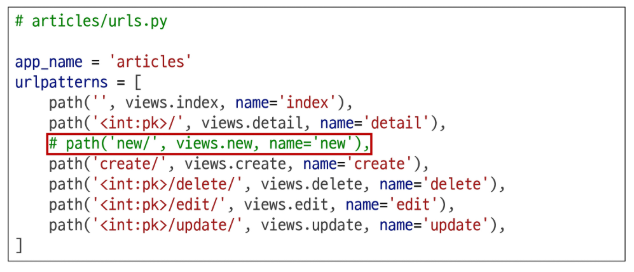 # articles/urls.py
app_name = 'articles'
urlpatterns = [
    path('', views.index, name='index'),
    path('<int:pk>/', views.detail, name='detail'),
    # path('new/', views.new, name='new'),
    path('create/', views.create, name='create'),
    path('<int:pk>/delete/', views.delete, name='delete'),
    path('<int:pk>/edit/', views.edit, name='edit'),
    path('<int:pk>/update/', views.update, name='update'),
]